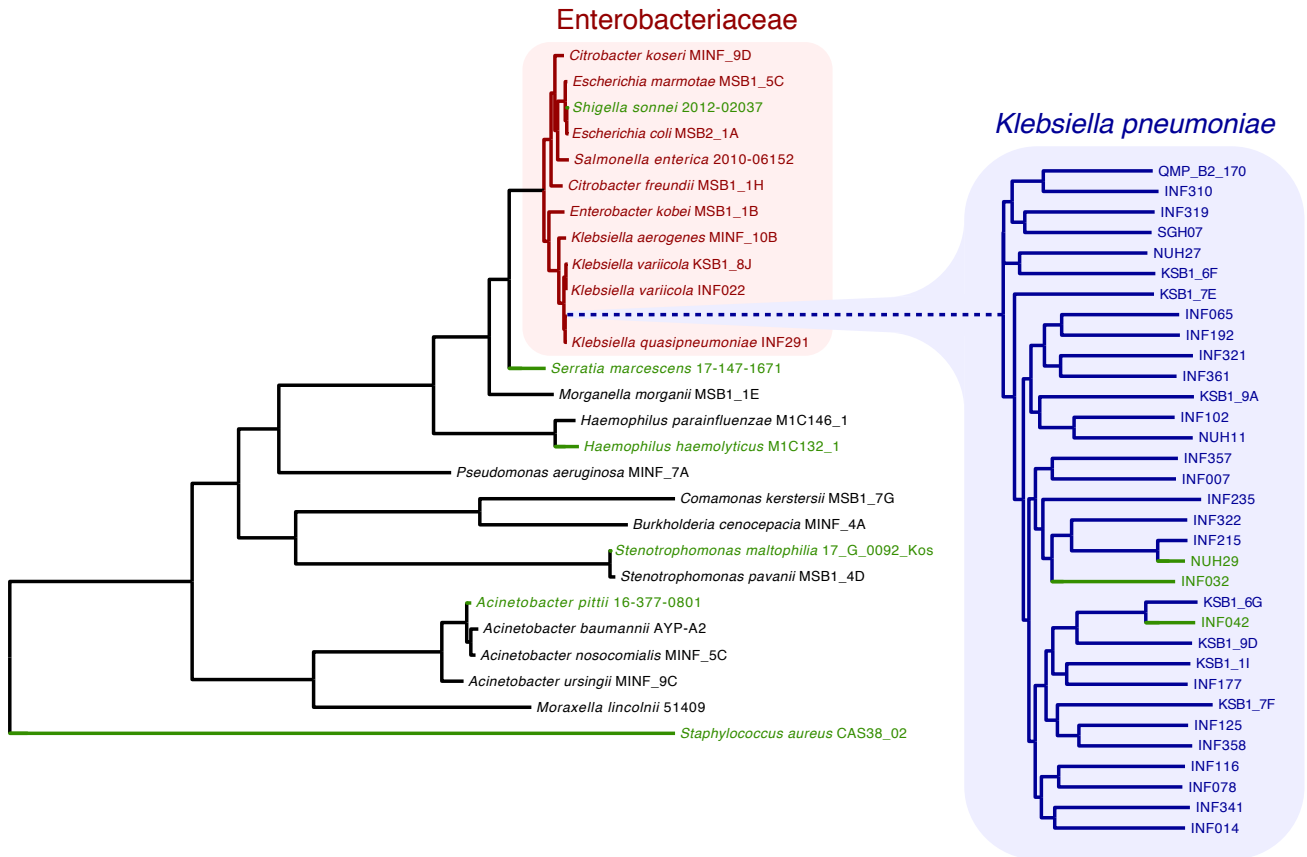 Enterobacteriaceae
Citrobacter koseri MINF_9D
Escherichia marmotae MSB1_5C
Shigella sonnei 2012-02037
Escherichia coli MSB2_1A
Salmonella enterica 2010-06152
Citrobacter freundii MSB1_1H
Enterobacter kobei MSB1_1B
Klebsiella aerogenes MINF_10B
Klebsiella variicola KSB1_8J
Klebsiella variicola INF022
Klebsiella quasipneumoniae INF291
Serratia marcescens 17-147-1671
Morganella morganii MSB1_1E
Haemophilus parainfluenzae M1C146_1
Haemophilus haemolyticus M1C132_1
Pseudomonas aeruginosa MINF_7A
Comamonas kerstersii MSB1_7G
Burkholderia cenocepacia MINF_4A
Stenotrophomonas maltophilia 17_G_0092_Kos
Stenotrophomonas pavanii MSB1_4D
Acinetobacter pittii 16-377-0801
Acinetobacter baumannii AYP-A2
Acinetobacter nosocomialis MINF_5C
Acinetobacter ursingii MINF_9C
Moraxella lincolnii 51409
Staphylococcus aureus CAS38_02
Klebsiella pneumoniae
QMP_B2_170
INF310
INF319
SGH07
NUH27
KSB1_6F
KSB1_7E
INF065
INF192
INF321
INF361
KSB1_9A
INF102
NUH11
INF357
INF007
INF235
INF322
INF215
NUH29
INF032
KSB1_6G
INF042
KSB1_9D
KSB1_1I
INF177
KSB1_7F
INF125
INF358
INF116
INF078
INF341
INF014